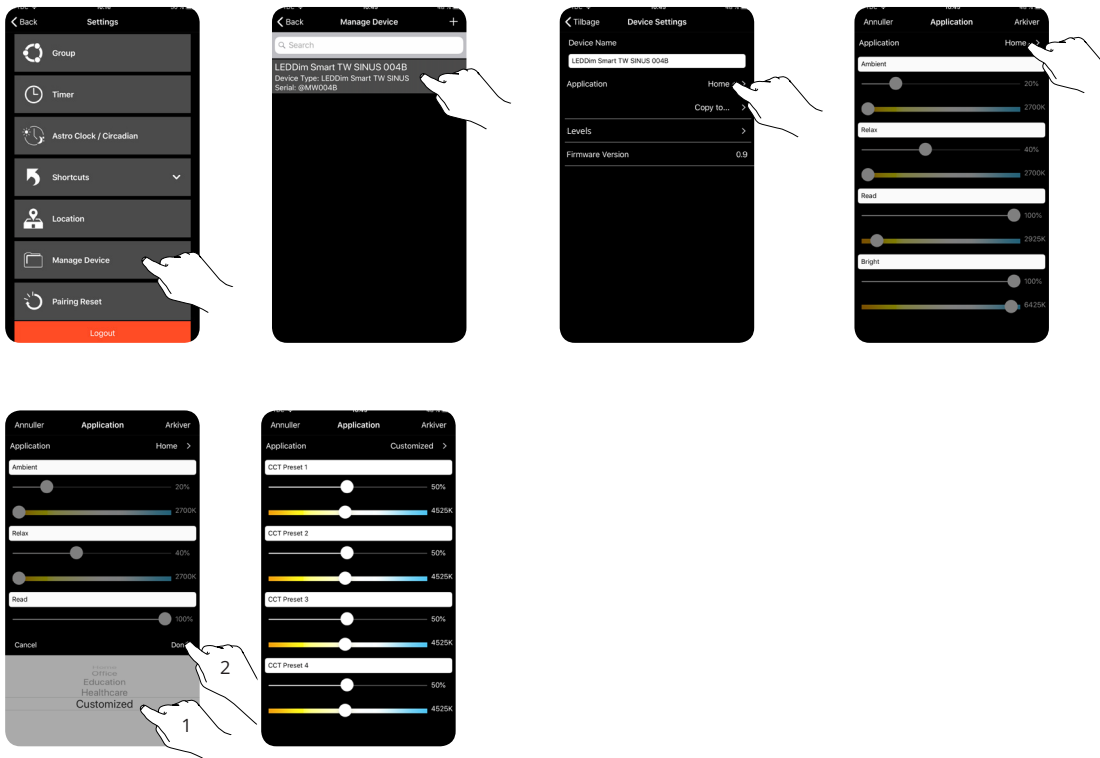 Back Settings
Group
Timer
Astro Clock / Circadian
Shortcuts
Location
Manage Device
Pairing Reset
Logout
Back Manage Device +
Search
LEDDim Smart TW SINUS 004B
Device Type: LEDDim Smart TW SINUS
Serial: @MW004B
Tilbage Device Settings
Device Name
LEDDim Smart TW SINUS 004B
Application Home
Copy to...
Levels
Firmware Version 0.9
Annuller Application Arkiver
Application Home
Ambient
20%
2700K
Relax
40%
2700K
Read
100%
2925K
Bright
100%
6425K
Annuller Application Arkiver
Application Home
Ambient
20%
2700K
Relax
40%
2700K
Read
100%
Cancel
Office
Education
Healthcare
Customized
2
1
Annuller Application Arkiver
Application Customized
CCT Preset 1
50%
4525K
CCT Preset 2
50%
4525K
CCT Preset 3
50%
4525K
CCT Preset 4
50%
4525K